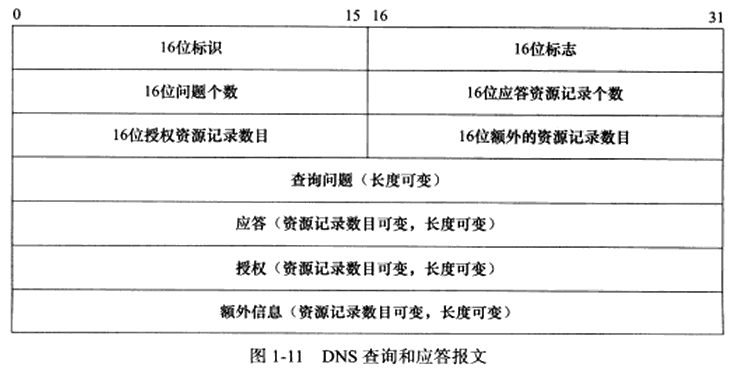 0 15 16 31
16位标识 16位标志
16位问题个数 16位应答资源记录个数
16位授权资源记录数目 16位额外的资源记录数目
查询问题（长度可变）
应答（资源记录数目可变，长度可变）
授权（资源记录数目可变，长度可变）
额外信息（资源记录数目可变，长度可变）
图 1-11 DNS 查询和应答报文